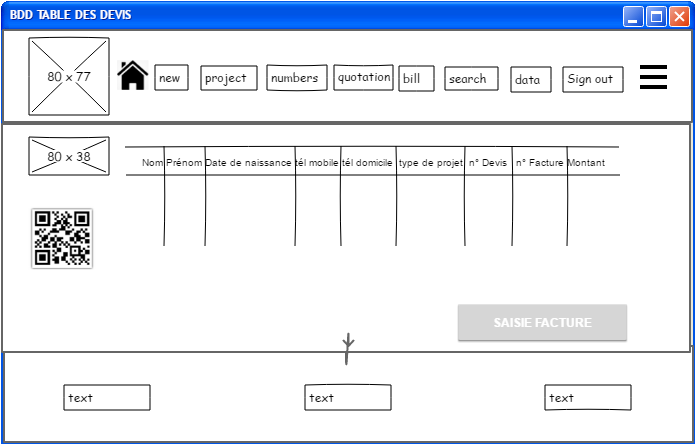 BDD TABLE DES DEVIS
80 x 77
new project numbers quotation bill search data Sign out
80 x 38
Nom Prénom Date de naissance tél mobile tél domicile type de projet n° Devis n° Facture Montant
SAISIE FACTURE
text text text